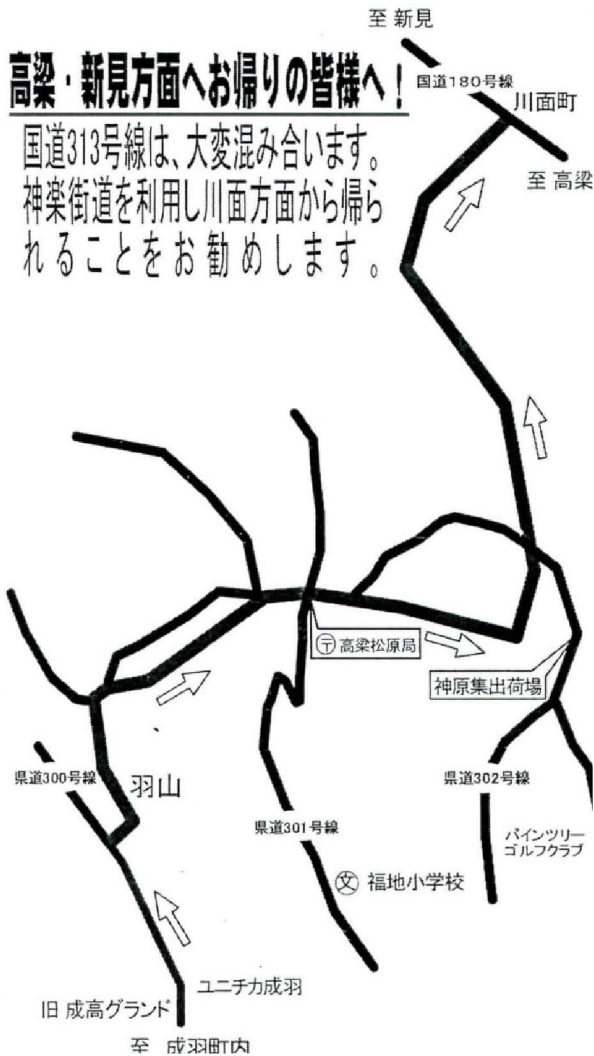 至 新見
高梁・新見方面へお帰りの皆様へ!
国道180号線
川面町
国道313号線は、大変混み合います。
神楽街道を利用し川面方面から帰ら
れることをお勧めします。
至 高梁
〒 高梁松原局
神原集出荷場
県道300号線
羽山
県道302号線
県道301号線
パインツリー
ゴルフクラブ
文 福地小学校
ユニチカ成羽
旧 成高グランド
至 成羽町内